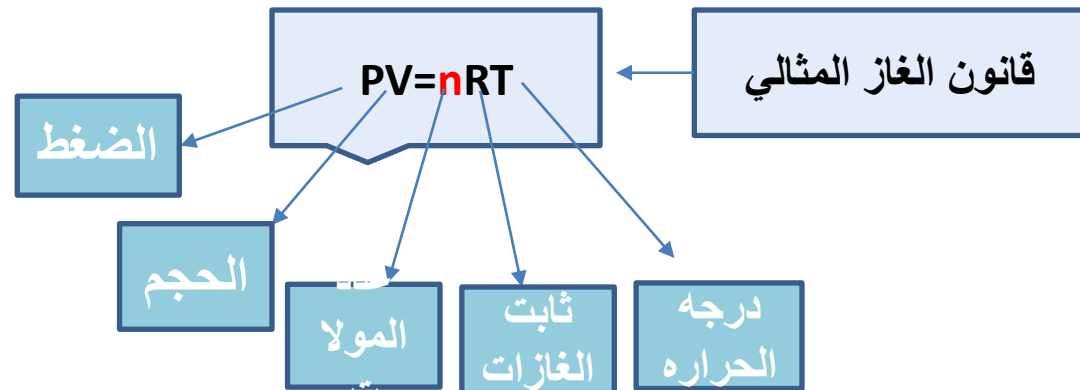 قانون الغاز المثالي
PV=nRT
الضغط
الحجم
المولا
ثابت
الغازات
درجه
الحراره